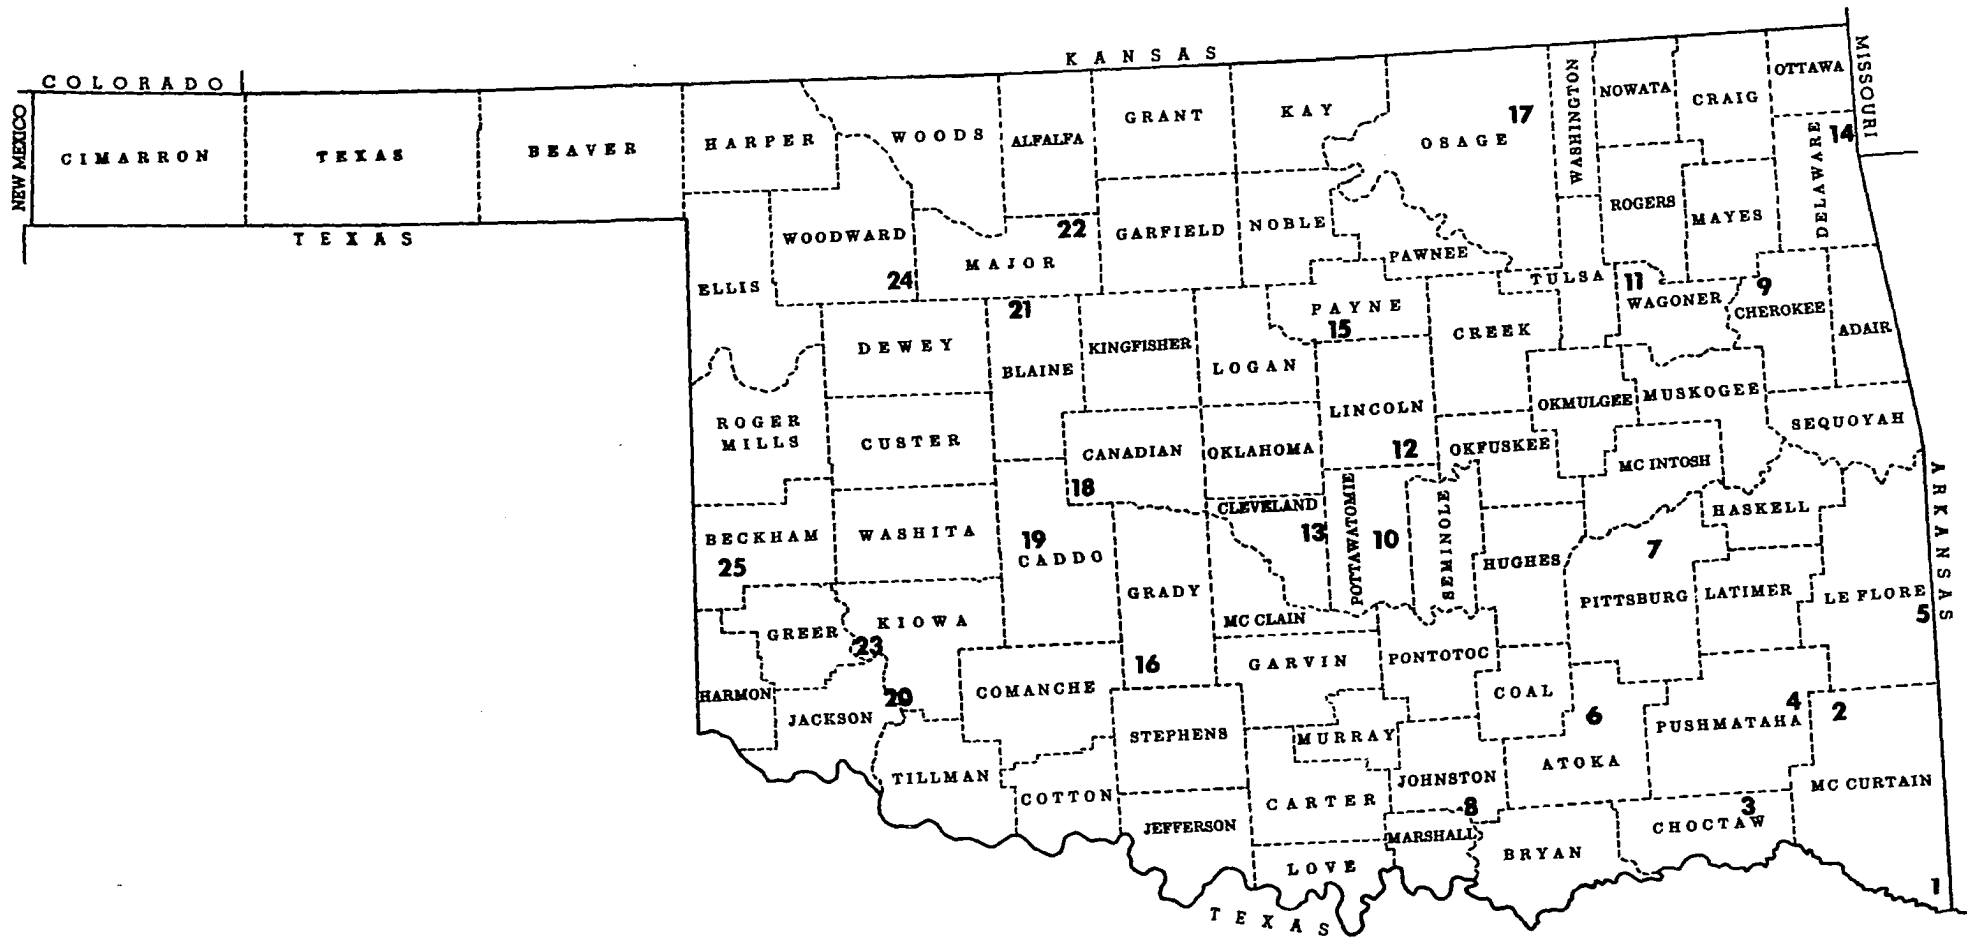 KANSAS
COLORADO
MISSOURI
NEW MEXICO
CIMARRON
TEXAS
BEAVER
HARPER
WOODS
ALFALFA
GRANT
KAY
OSAGE
17
WASHINGTON
NOWATA
CRAIG
OTTAWA
DELAWARE
14
TEXAS
ELLIS
WOODWARD
24
MAJOR
22
GARFIELD
NOBLE
PAWNEE
ROGERS
MAYES
TULSA
11
WAGONER
9
CHEROKEE
ADAIR
DEWEY
21
BLAINE
KINGFISHER
LOGAN
PAYNE
15
CREEK
LINCOLN
12
OKMULGEE
MUSKOGEE
SEQUOYAH
ROGER
MILLS
CUSTER
CANADIAN
18
OKLAHOMA
OKFUSKEE
MC INTOSH
ARKANSAS
BECKHAM
25
WASHITA
19
CADDO
GRADY
16
CLEVELAND
13
POTTAWATOMIE
10
SEMINOLE
HUGHES
7
PITTSBURG
HASKELL
LATIMER
LE FLORE
5
GREER
KIOWA
23
MC CLAIN
GARVIN
PONTOTOC
COAL
HARMON
JACKSON
20
COMANCHE
STEPHENS
MURRAY
JOHNSTON
8
6
ATOKA
4
PUSHMATAHA
2
MC CURTAIN
TILLMAN
COTTON
JEFFERSON
CARTER
LOVE
MARSHALL
BRYAN
3
CHOCTAW
1
TEXAS